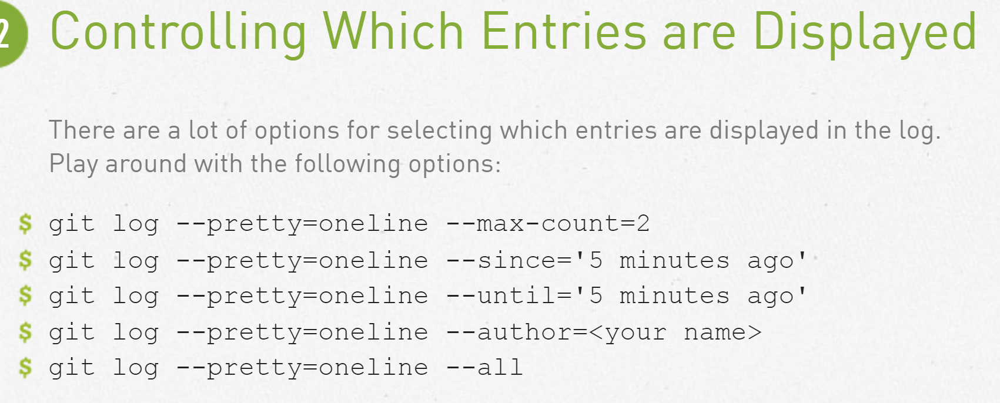 2 Controlling Which Entries are Displayed
There are a lot of options for selecting which entries are displayed in the log.
Play around with the following options:
$ git log --pretty=oneline --max-count=2
$ git log --pretty=oneline --since='5 minutes ago'
$ git log --pretty=oneline --until='5 minutes ago'
$ git log --pretty=oneline --author=<your name>
$ git log --pretty=oneline --all